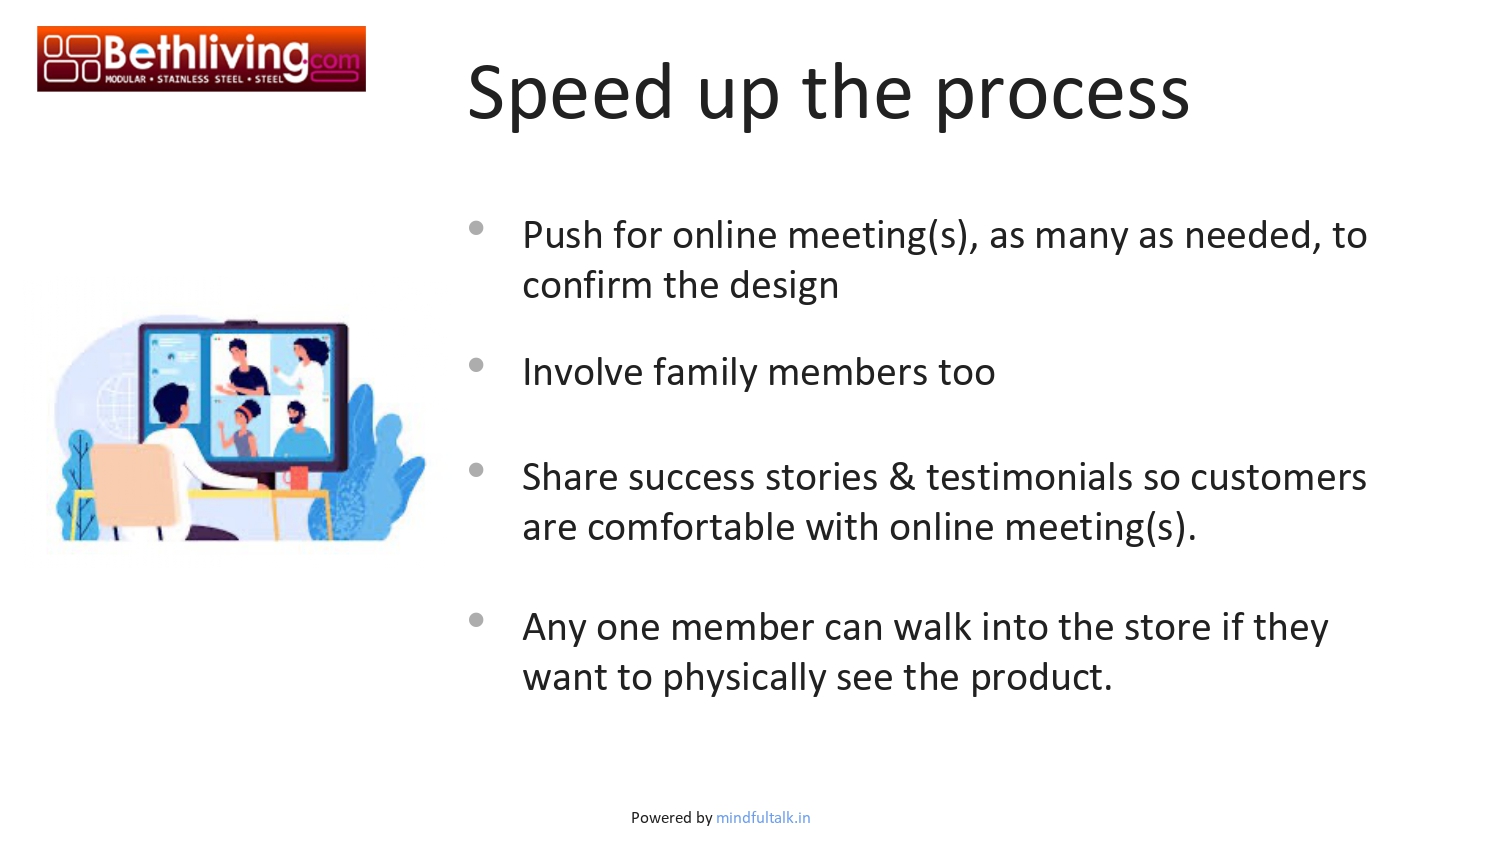 Bethliving.com
MODULAR • STAINLESS STEEL • STEEL
Speed up the process
• Push for online meeting(s), as many as needed, to
confirm the design
• Involve family members too
• Share success stories & testimonials so customers
are comfortable with online meeting(s).
• Any one member can walk into the store if they
want to physically see the product.
Powered by mindfultalk.in